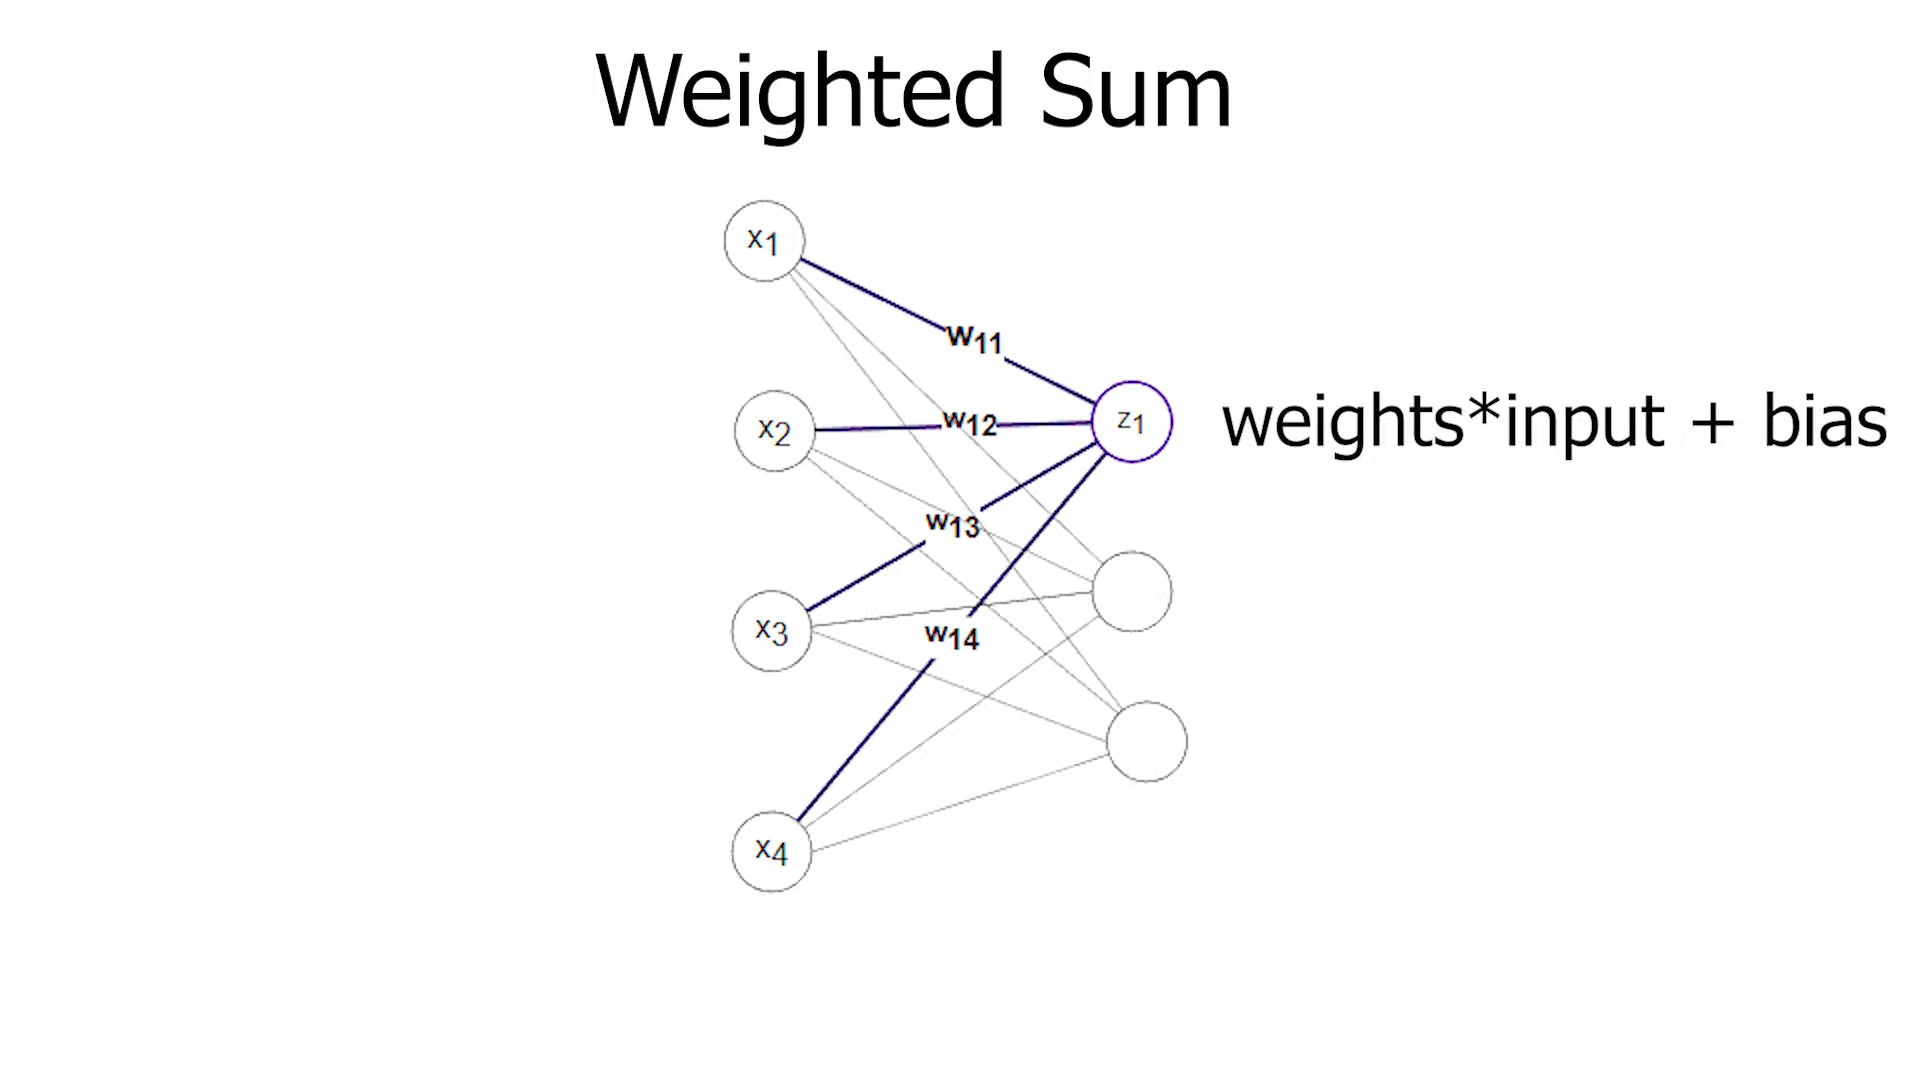 Weighted Sum
x1
w11
x2
w12
z1
weights*input + bias
w13
x3
w14
x4